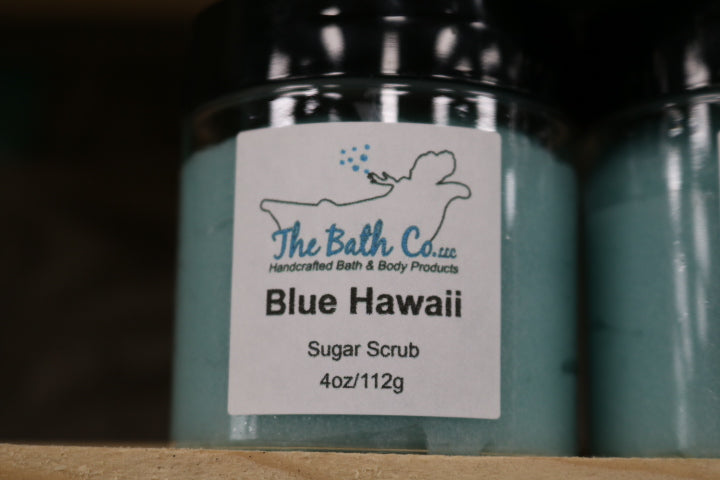 The Bath Co. LLC
Handcrafted Bath & Body Products
Blue Hawaii
Sugar Scrub
4oz/112g